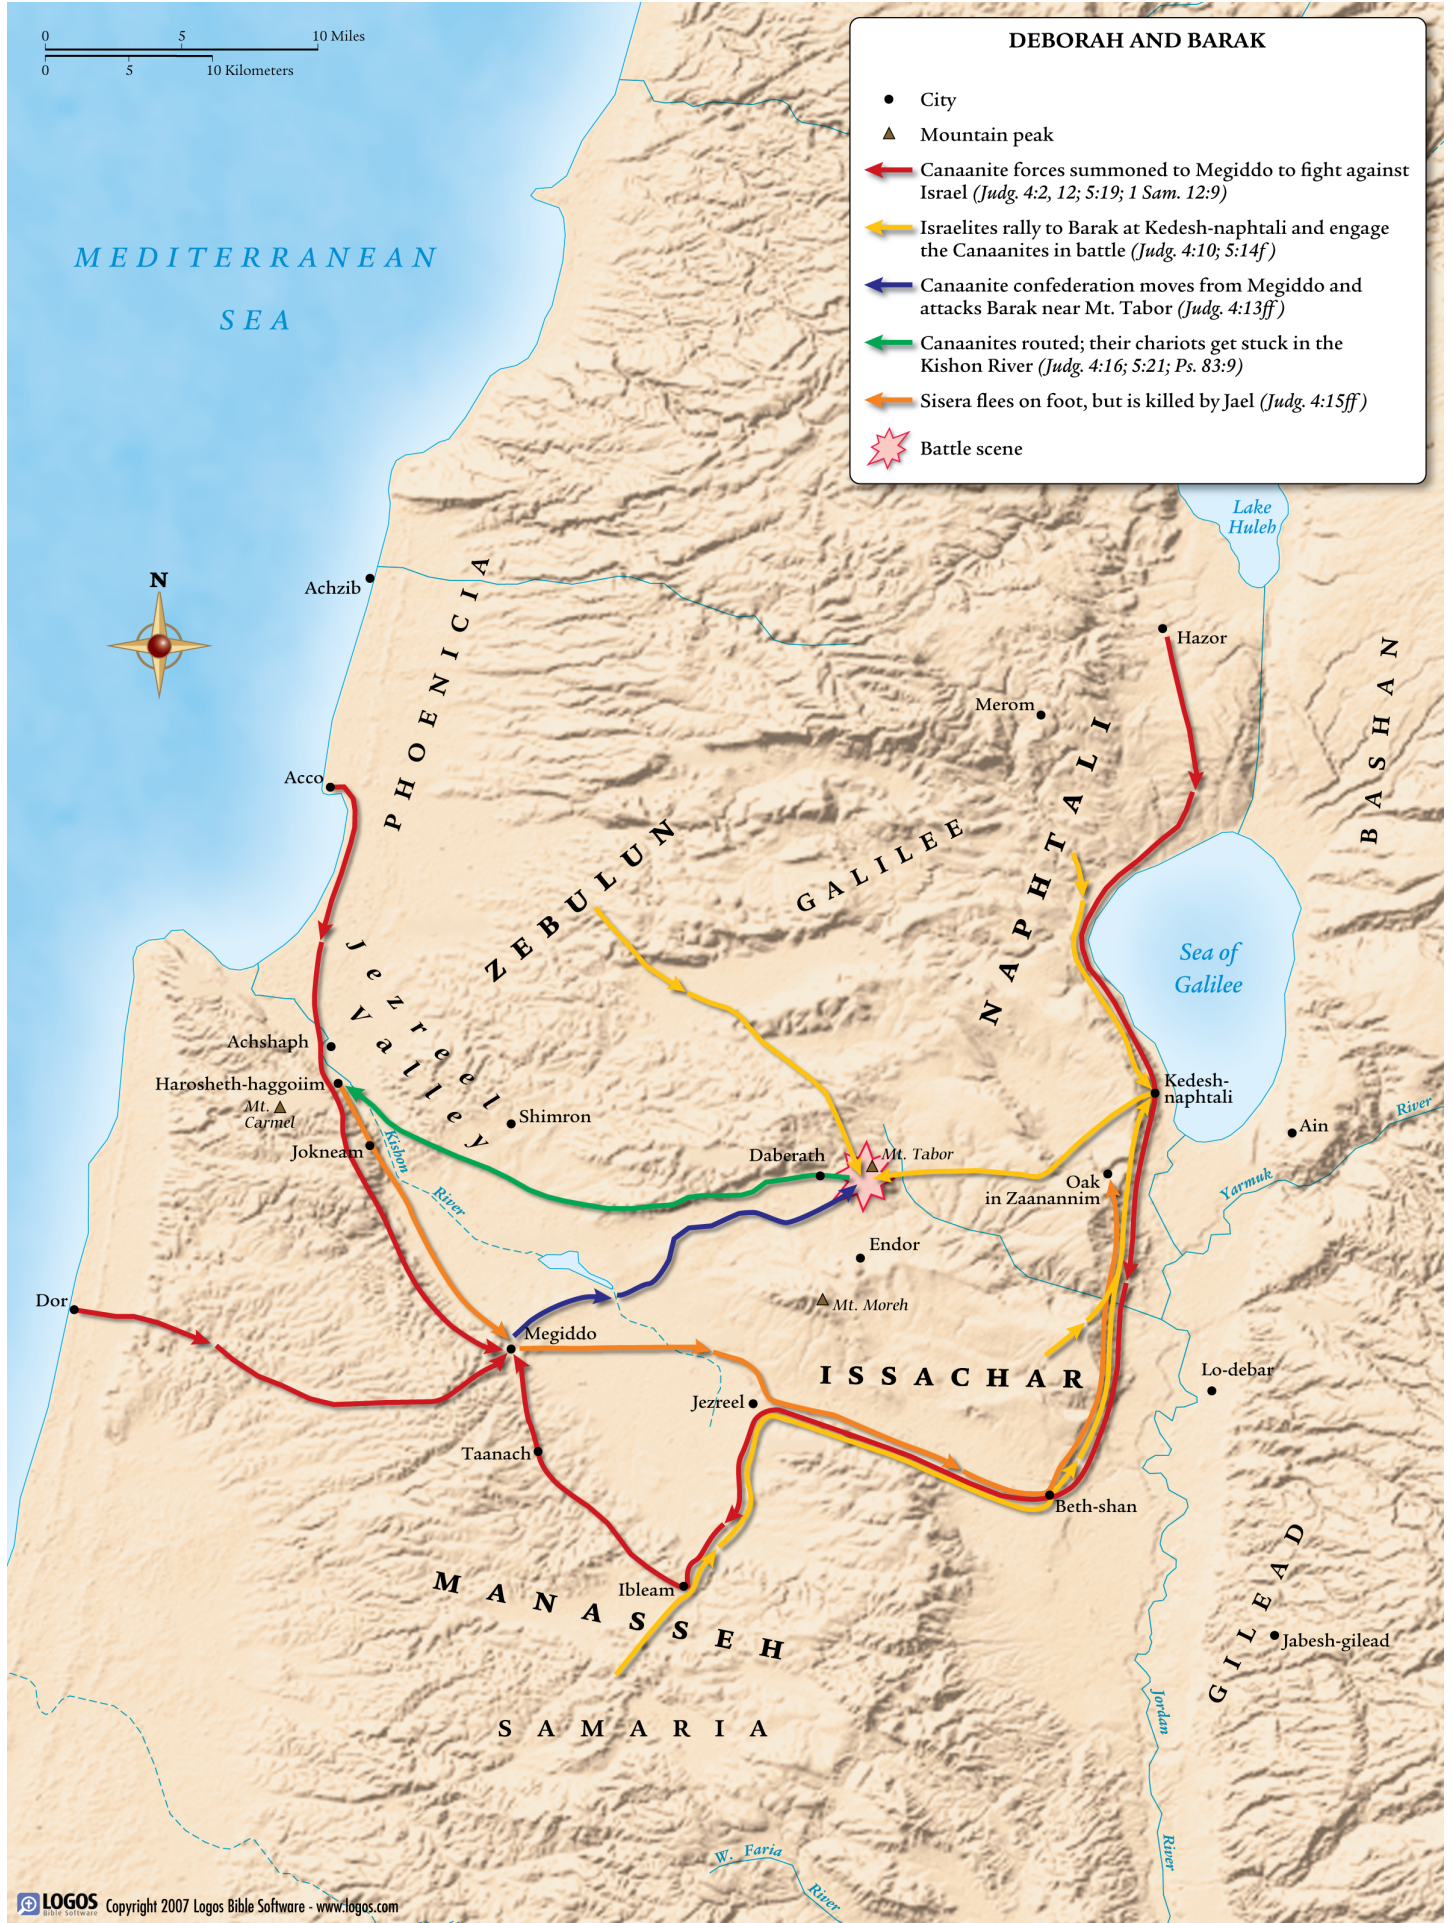 0 5 10 Miles
0 5 10 Kilometers
DEBORAH AND BARAK
City
Mountain peak
Canaanite forces summoned to Megiddo to fight against
Israel (Judg. 4:2, 12; 5:19; 1 Sam. 12:9)
Israelites rally to Barak at Kedesh-naphtali and engage
the Canaanites in battle (Judg. 4:10; 5:14f)
Canaanite confederation moves from Megiddo and
attacks Barak near Mt. Tabor (Judg. 4:13ff)
Canaanites routed; their chariots get stuck in the
Kishon River (Judg. 4:16; 5:21; Ps. 83:9)
Sisera flees on foot, but is killed by Jael (Judg. 4:15ff)
Battle scene
MEDITERRANEAN
SEA
Lake
Huleh
N
Achzib
PHOENICIA
Hazor
BASHAN
Merom
NAPHTALI
Acco
ZEBULUN
GALILEE
Sea of
Galilee
Jezreel
Valley
Achshaph
Harosheth-haggoiim
Mt.
Carmel
Shimron
Jokneam
Kishon
River
Daberath
Mt. Tabor
Kedesh-
naphtali
Ain
Yarmuk
River
Oak
in Zaanannim
Endor
Mt. Moreh
Dor
Megiddo
ISSACHAR
Lo-debar
Jezreel
Taanach
Beth-shan
Ibleam
MANASSEH
GILEAD
Jabesh-gilead
SAMARIA
Jordan
River
W. Faria
River
LOGOS
Bible Software
Copyright 2007 Logos Bible Software - www.logos.com